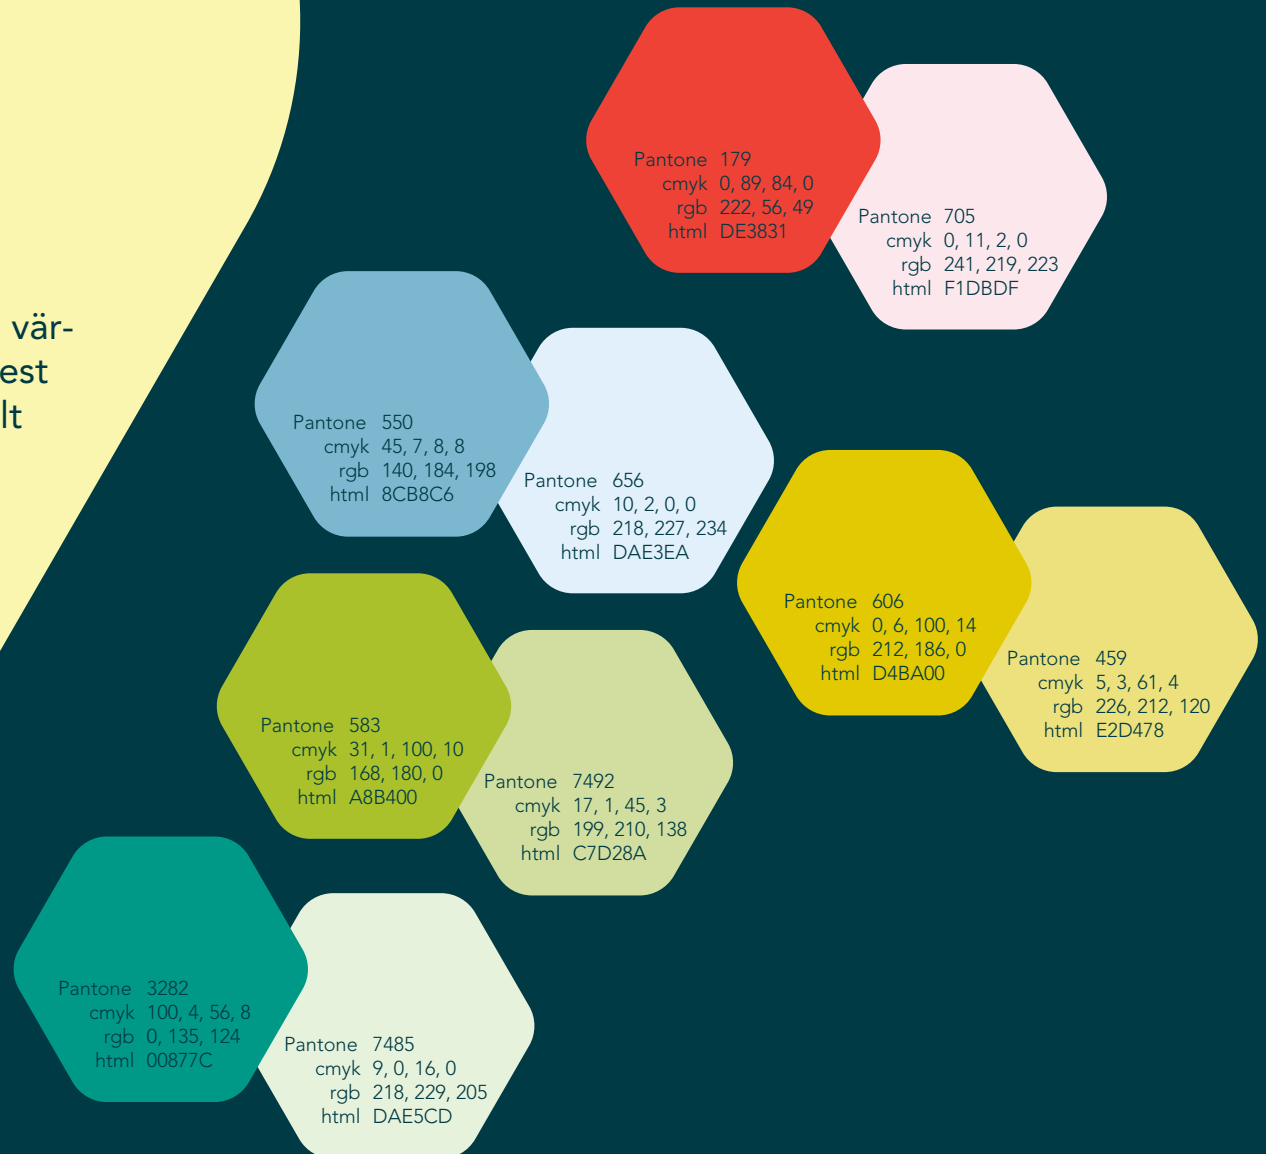 vär-
est
lt
Pantone 179
cmyk 0, 89, 84, 0
rgb 222, 56, 49
html DE3831
Pantone 705
cmyk 0, 11, 2, 0
rgb 241, 219, 223
html F1DBDF
Pantone 550
cmyk 45, 7, 8, 8
rgb 140, 184, 198
html 8CB8C6
Pantone 656
cmyk 10, 2, 0, 0
rgb 218, 227, 234
html DAE3EA
Pantone 606
cmyk 0, 6, 100, 14
rgb 212, 186, 0
html D4BA00
Pantone 459
cmyk 5, 3, 61, 4
rgb 226, 212, 120
html E2D478
Pantone 583
cmyk 31, 1, 100, 10
rgb 168, 180, 0
html A8B400
Pantone 7492
cmyk 17, 1, 45, 3
rgb 199, 210, 138
html C7D28A
Pantone 3282
cmyk 100, 4, 56, 8
rgb 0, 135, 124
html 00877C
Pantone 7485
cmyk 9, 0, 16, 0
rgb 218, 229, 205
html DAE5CD